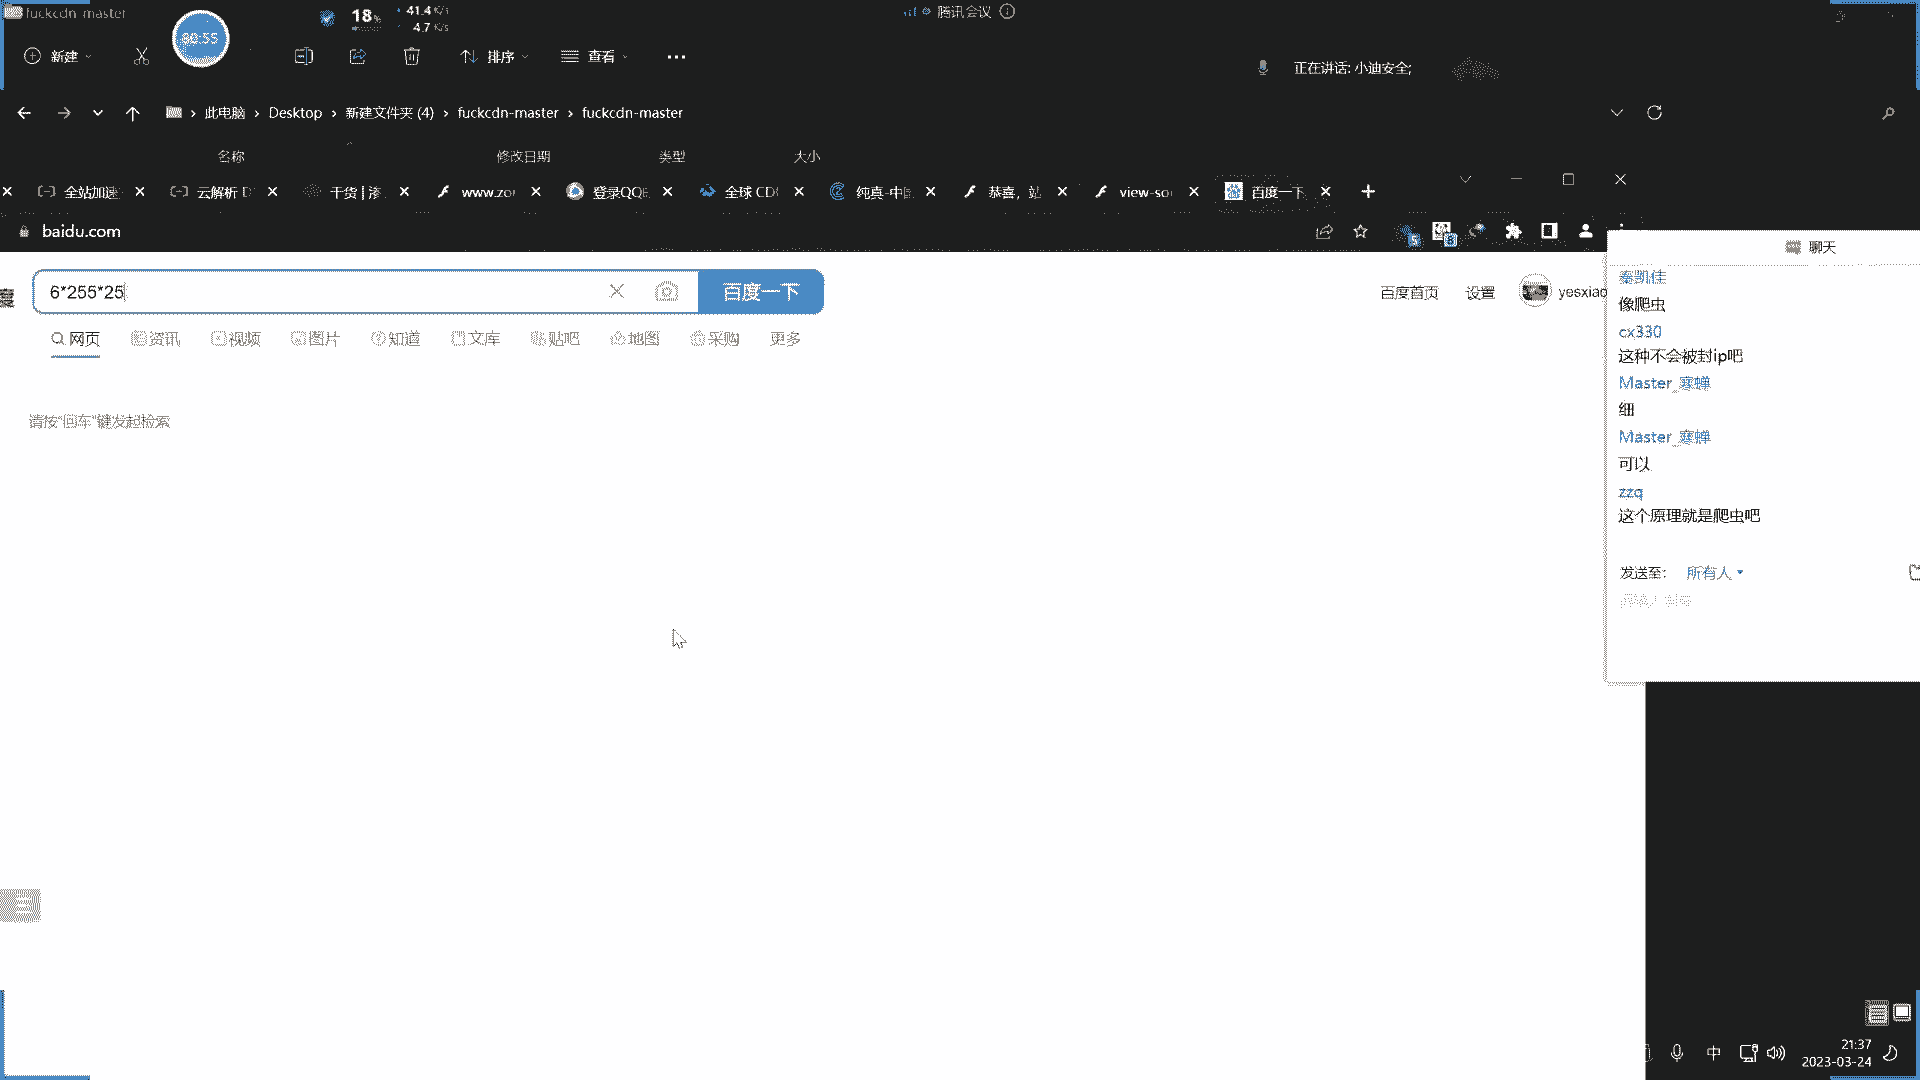 fuckcdn-master
18%
41.4 K/s
4.7 K/s
腾讯会议
00:55
新建
排序
查看
正在讲话: 小迪安全;
此电脑 > Desktop > 新建文件夹 (4) > fuckcdn-master > fuckcdn-master
名称
修改日期
类型
大小
全站加速
云解析 D
干货 | 渗
www.zo
登录QQ
全球 CD
纯真-中
恭喜，站
view-so
百度一下
baidu.com
6*255*25
百度一下
百度首页
设置
yesxiao
网页
资讯
视频
图片
知道
文库
贴吧
地图
采购
更多
请按“回车”键发起检索
聊天
秦凯佳
像爬虫
cx330
这种不会被封ip吧
Master_寒蝉
细
Master_寒蝉
可以
zzq
这个原理就是爬虫吧
发送至:
所有人
中
21:37
2023-03-24